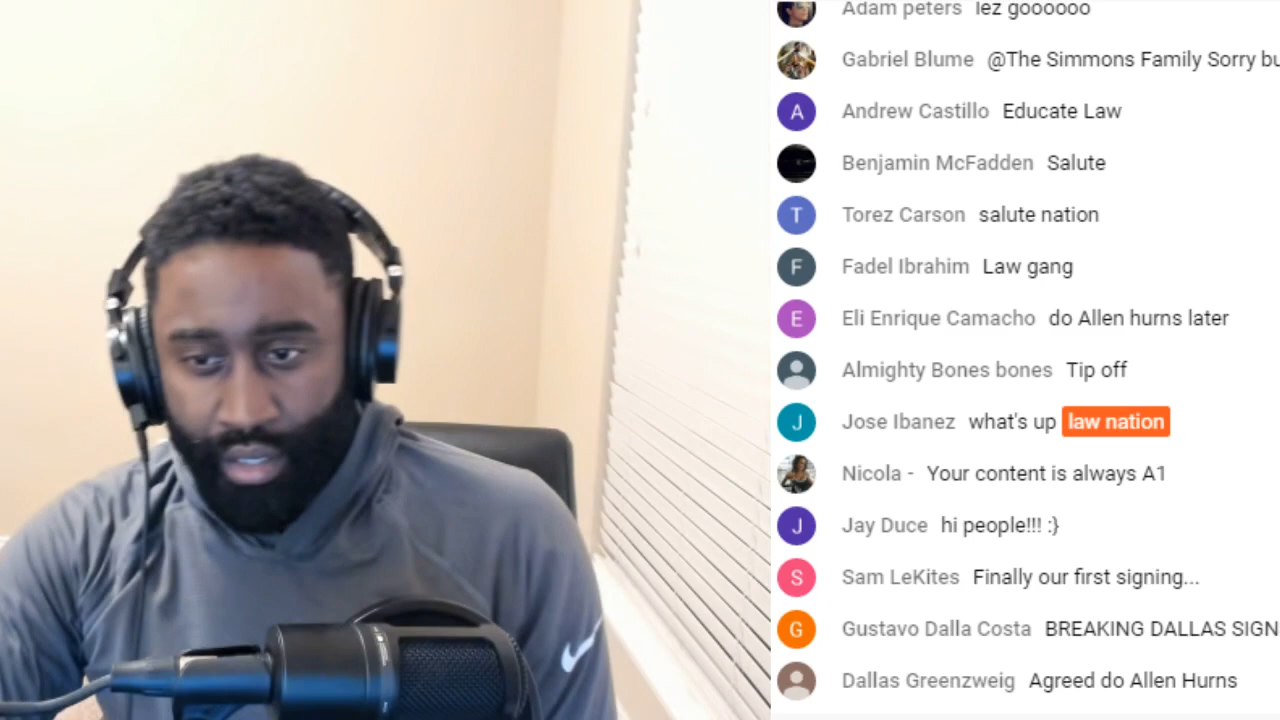 Adam peters lez goooooo
Gabriel Blume @The Simmons Family Sorry bu
A Andrew Castillo Educate Law
Benjamin McFadden Salute
T Torez Carson salute nation
F Fadel Ibrahim Law gang
E Eli Enrique Camacho do Allen hurns later
Almighty Bones bones Tip off
J Jose Ibanez what's up law nation
Nicola - Your content is always A1
J Jay Duce hi people!!! :}
S Sam LeKites Finally our first signing...
G Gustavo Dalla Costa BREAKING DALLAS SIGN
Dallas Greenzweig Agreed do Allen Hurns